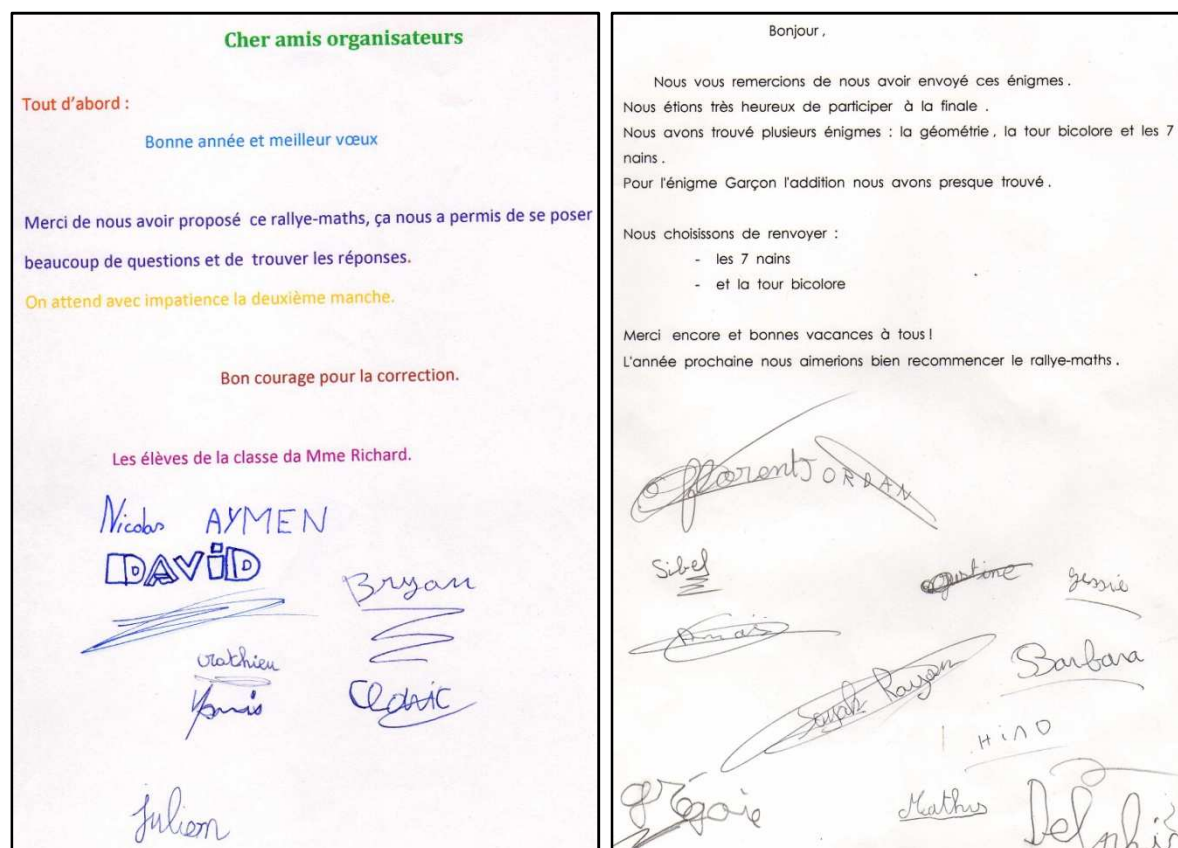 Cher amis organisateurs
Tout d'abord :
Bonne année et meilleur vœux
Merci de nous avoir proposé ce rallye-maths, ça nous a permis de se poser
beaucoup de questions et de trouver les réponses.
On attend avec impatience la deuxième manche.
Bon courage pour la correction.
Les élèves de la classe da Mme Richard.
Nicolas AYMEN
DAVID
Bryan
Mathieu
Yanis
Cédric
Julien
Bonjour,
Nous vous remercions de nous avoir envoyé ces énigmes.
Nous étions très heureux de participer à la finale.
Nous avons trouvé plusieurs énigmes : la géométrie, la tour bicolore et les 7
nains.
Pour l'énigme Garçon l'addition nous avons presque trouvé.
Nous choisissons de renvoyer :
- les 7 nains
- et la tour bicolore
Merci encore et bonnes vacances à tous!
L'année prochaine nous aimerions bien recommencer le rallye-maths.
florent JORDAN
Sibel
Jessie
Anaïs
Barbara
Rayan
HIND
grégoie
Mathis